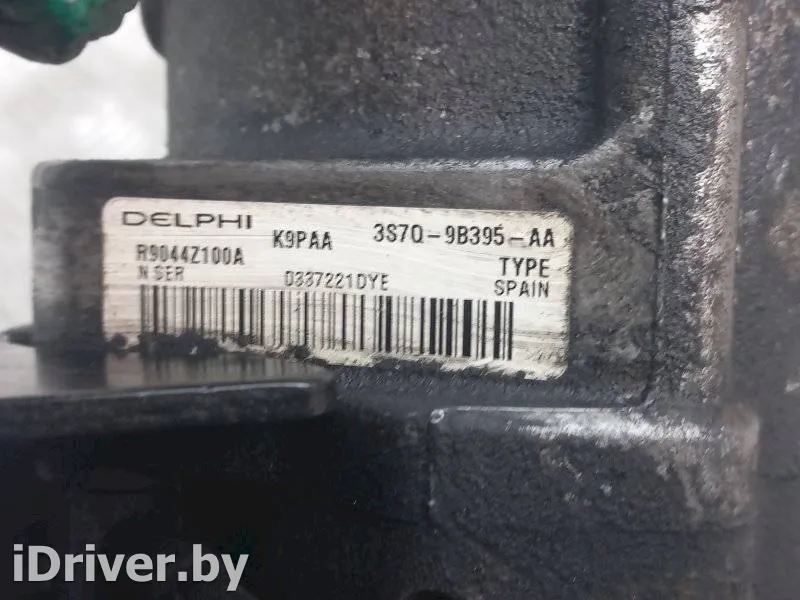 DELPHI K9PAA 3S7Q-9B395-AA
R9044Z100A TYPE
N SER 0337221DYE SPAIN
iDriver.by